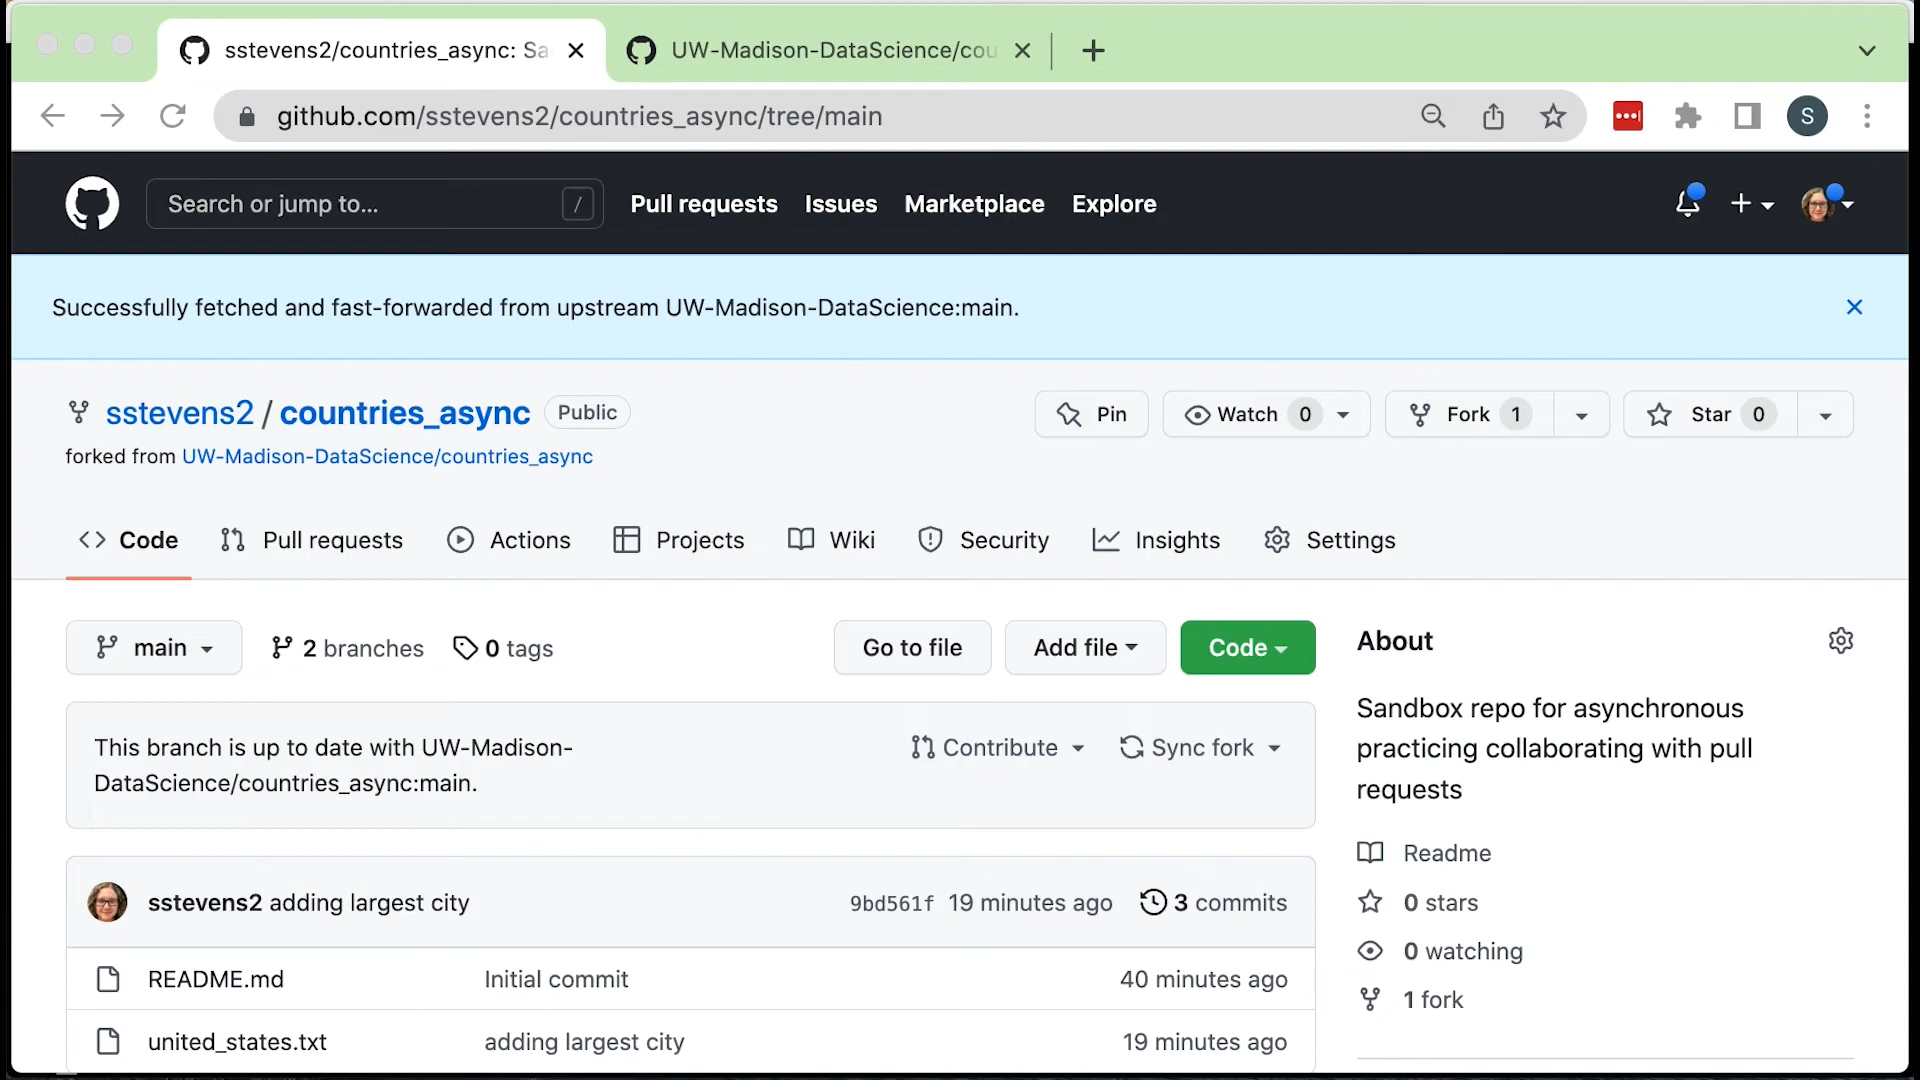 sstevens2/countries_async: Sa
UW-Madison-DataScience/cou
github.com/sstevens2/countries_async/tree/main
S
Search or jump to...
/
Pull requests
Issues
Marketplace
Explore
Successfully fetched and fast-forwarded from upstream UW-Madison-DataScience:main.
sstevens2 / countries_async
Public
Pin
Watch 0
Fork 1
Star 0
forked from UW-Madison-DataScience/countries_async
Code
Pull requests
Actions
Projects
Wiki
Security
Insights
Settings
main
2 branches
0 tags
Go to file
Add file
Code
This branch is up to date with UW-Madison-
DataScience/countries_async:main.
Contribute
Sync fork
sstevens2 adding largest city
9bd561f 19 minutes ago
3 commits
README.md
Initial commit
40 minutes ago
united_states.txt
adding largest city
19 minutes ago
About
Sandbox repo for asynchronous
practicing collaborating with pull
requests
Readme
0 stars
0 watching
1 fork